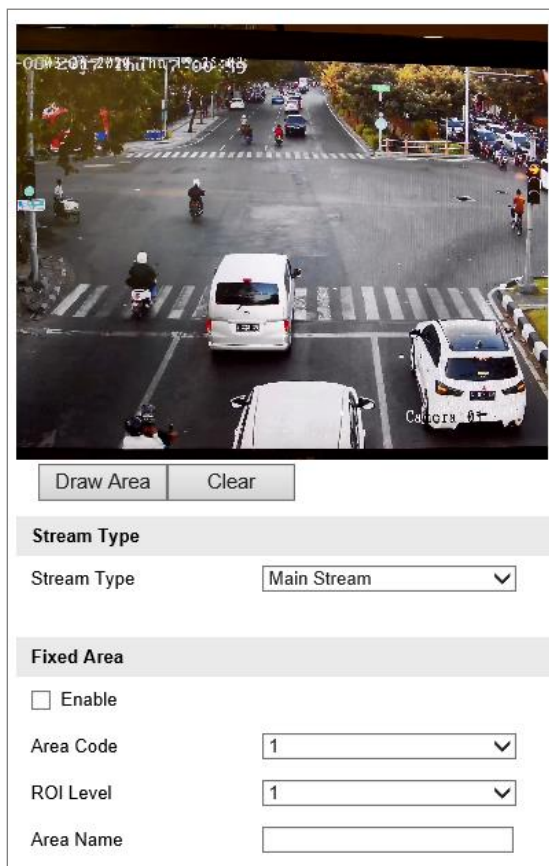 Camera 01
Draw Area
Clear
Stream Type
Stream Type
Main Stream
Fixed Area
Enable
Area Code
1
ROI Level
1
Area Name